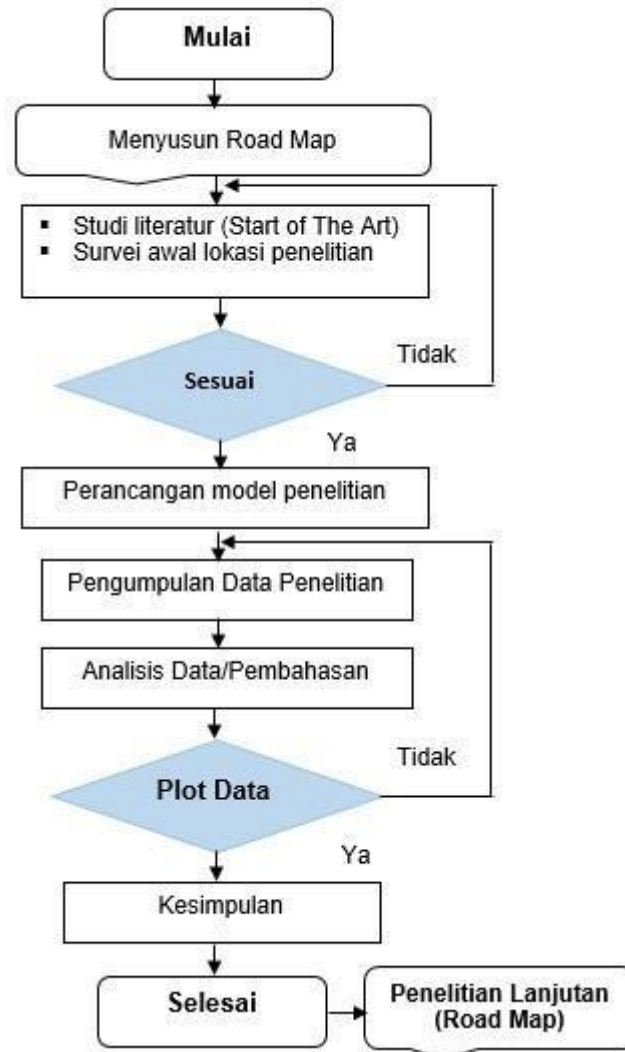 Mulai
Menyusun Road Map
▪ Studi literatur (Start of The Art)
▪ Survei awal lokasi penelitian
Tidak
Sesuai
Ya
Perancangan model penelitian
Pengumpulan Data Penelitian
Analisis Data/Pembahasan
Tidak
Plot Data
Ya
Kesimpulan
Selesai
Penelitian Lanjutan
(Road Map)